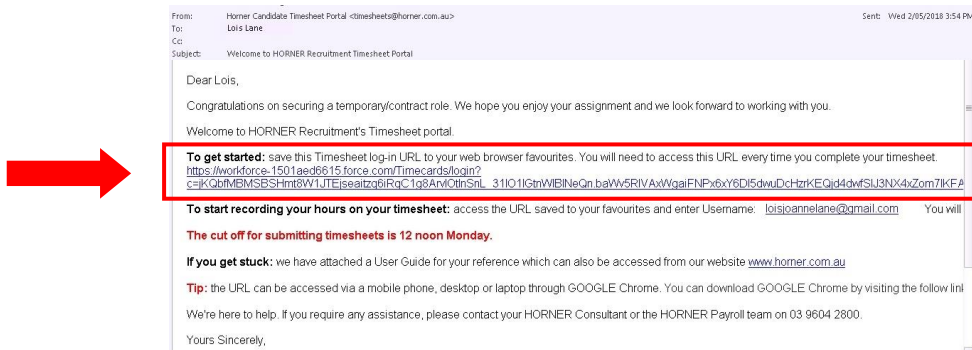 From: Horner Candidate Timesheet Portal <timesheets@horner.com.au> Sent: Wed 2/05/2018 3:54 PM
To: Lois Lane
Cc:
Subject: Welcome to HORNER Recruitment Timesheet Portal
Dear Lois,
Congratulations on securing a temporary/contract role. We hope you enjoy your assignment and we look forward to working with you.
Welcome to HORNER Recruitment's Timesheet portal.
To get started: save this Timesheet log-in URL to your web browser favourites. You will need to access this URL every time you complete your timesheet.
https://workforce-1501aed6615.force.com/Timecards/login?
To start recording your hours on your timesheet: access the URL saved to your favourites and enter Username: loisjoannelane@gmail.com You will
The cut off for submitting timesheets is 12 noon Monday.
If you get stuck: we have attached a User Guide for your reference which can also be accessed from our website www.horner.com.au
Tip: the URL can be accessed via a mobile phone, desktop or laptop through GOOGLE Chrome. You can download GOOGLE Chrome by visiting the follow link
We're here to help. If you require any assistance, please contact your HORNER Consultant or the HORNER Payroll team on 03 9604 2800.
Yours Sincerely,